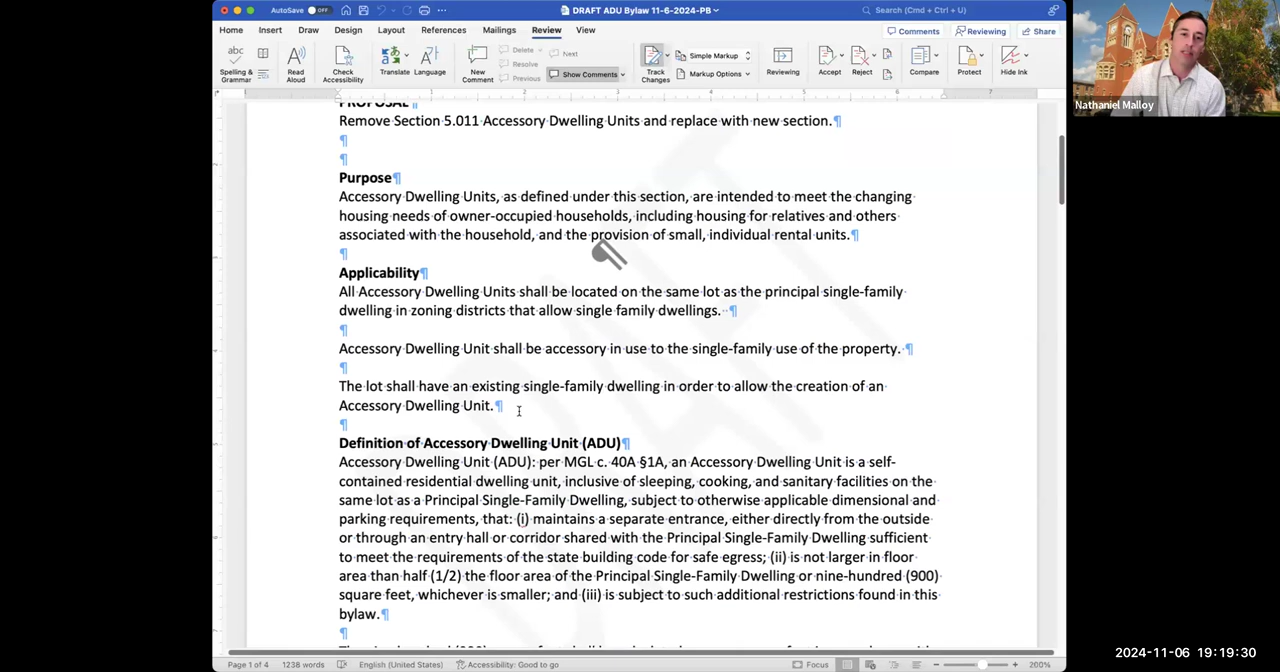 AutoSave OFF
DRAFT ADU Bylaw 11-6-2024-PB
Search (Cmd + Ctrl + U)
Home Insert Draw Design Layout References Mailings Review View
Comments Reviewing Share
Spelling & Grammar
Read Aloud
Check Accessibility
Translate
Language
New Comment
Delete
Resolve
Previous
Next
Show Comments
Track Changes
Simple Markup
Markup Options
Reviewing
Accept
Reject
Compare
Protect
Hide Ink
Nathaniel Malloy
PROPOSAL
Remove Section 5.011 Accessory Dwelling Units and replace with new section.
Purpose
Accessory Dwelling Units, as defined under this section, are intended to meet the changing
housing needs of owner-occupied households, including housing for relatives and others
associated with the household, and the provision of small, individual rental units.
Applicability
All Accessory Dwelling Units shall be located on the same lot as the principal single-family
dwelling in zoning districts that allow single family dwellings.
Accessory Dwelling Unit shall be accessory in use to the single-family use of the property.
The lot shall have an existing single-family dwelling in order to allow the creation of an
Accessory Dwelling Unit.
Definition of Accessory Dwelling Unit (ADU)
Accessory Dwelling Unit (ADU): per MGL c. 40A §1A, an Accessory Dwelling Unit is a self-
contained residential dwelling unit, inclusive of sleeping, cooking, and sanitary facilities on the
same lot as a Principal Single-Family Dwelling, subject to otherwise applicable dimensional and
parking requirements, that: (i) maintains a separate entrance, either directly from the outside
or through an entry hall or corridor shared with the Principal Single-Family Dwelling sufficient
to meet the requirements of the state building code for safe egress; (ii) is not larger in floor
area than half (1/2) the floor area of the Principal Single-Family Dwelling or nine-hundred (900)
square feet, whichever is smaller; and (iii) is subject to such additional restrictions found in this
bylaw.
Page 1 of 4 1238 words English (United States) Accessibility: Good to go Focus 200%
2024-11-06 19:19:30